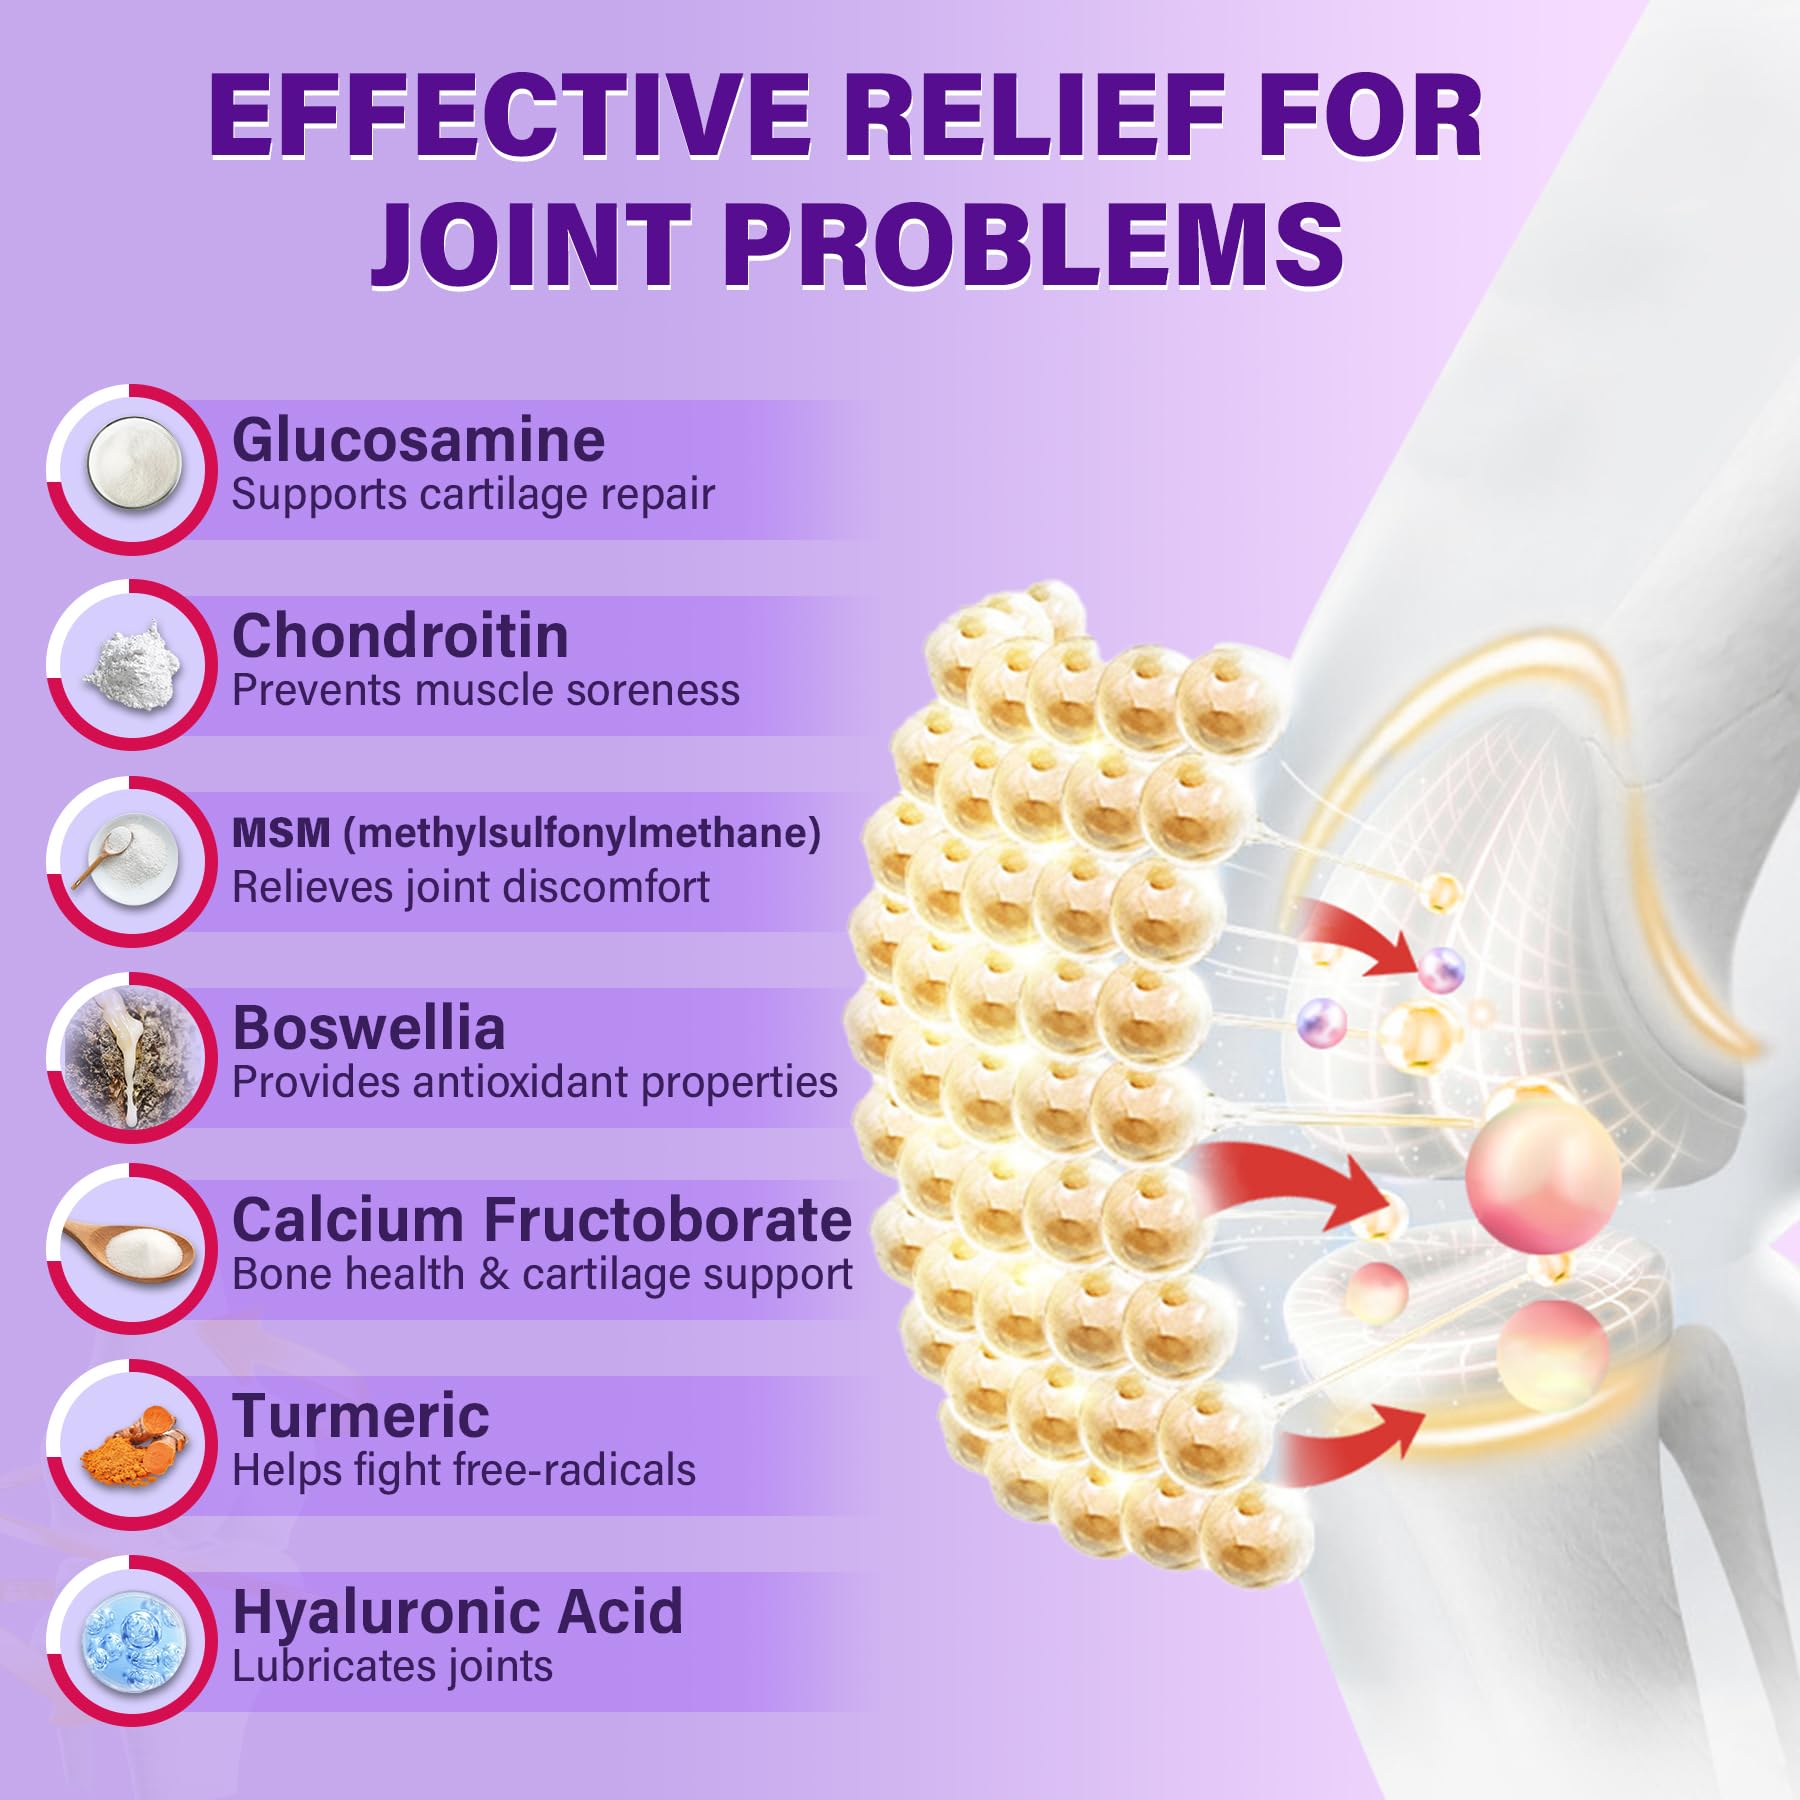 EFFECTIVE RELIEF FOR
JOINT PROBLEMS
Glucosamine
Supports cartilage repair
Chondroitin
Prevents muscle soreness
MSM (methylsulfonylmethane)
Relieves joint discomfort
Boswellia
Provides antioxidant properties
Calcium Fructoborate
Bone health & cartilage support
Turmeric
Helps fight free-radicals
Hyaluronic Acid
Lubricates joints